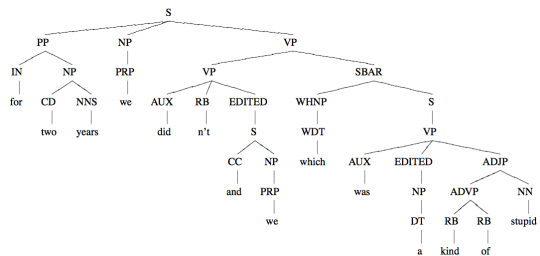 S
PP NP VP
IN NP PRP VP SBAR
for CD NNS we AUX RB EDITED WHNP S
two years did n't S WDT VP
CC NP which AUX EDITED ADJP
and PRP was NP ADVP NN
we DT RB RB stupid
a kind of